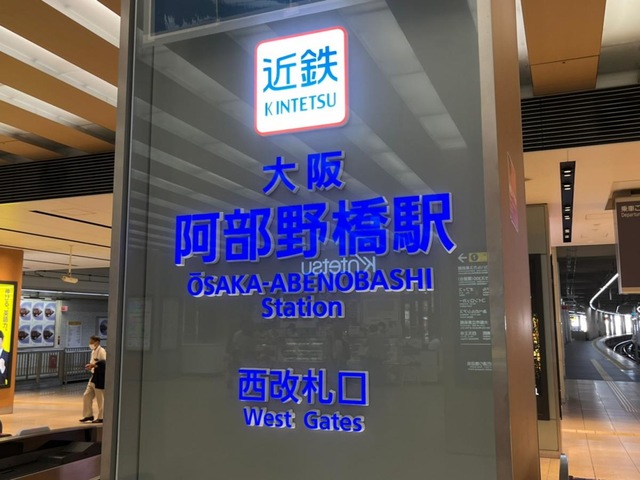 近鉄
KINTETSU
大阪
阿部野橋駅
ŌSAKA-ABENOBASHI
Station
西改札口
West Gates
Kintetsu